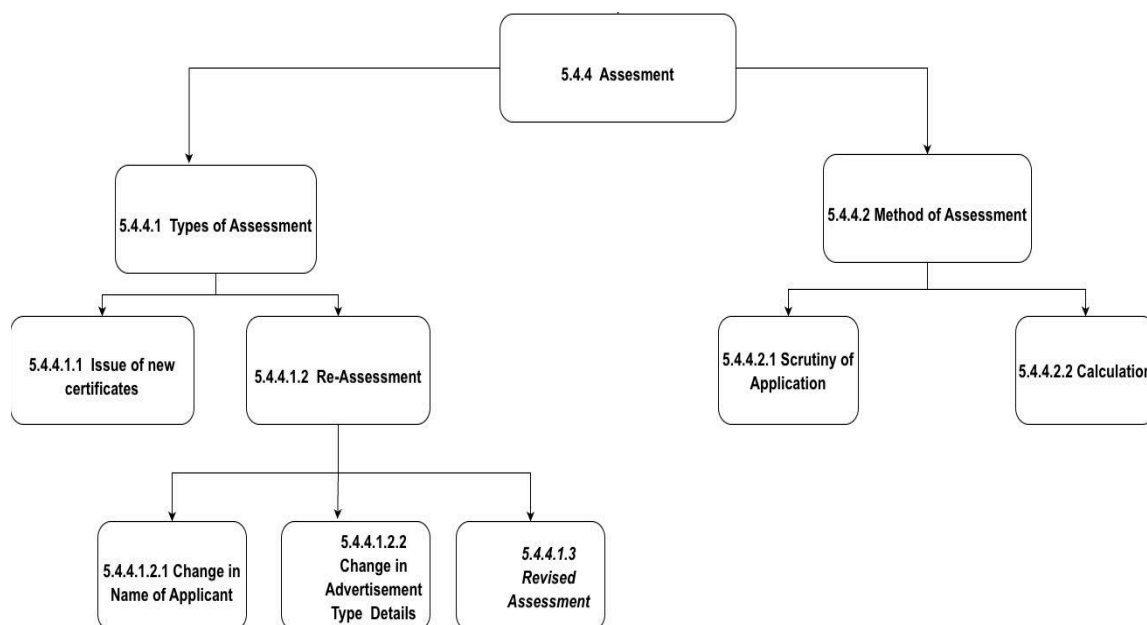 5.4.4 Assesment
5.4.4.1 Types of Assessment
5.4.4.2 Method of Assessment
5.4.4.1.1 Issue of new
certificates
5.4.4.1.2 Re-Assessment
5.4.4.2.1 Scrutiny of
Application
5.4.4.2.2 Calculation
5.4.4.1.2.1 Change in
Name of Applicant
5.4.4.1.2.2
Change in
Advertisement
Type Details
5.4.4.1.3
Revised
Assessment